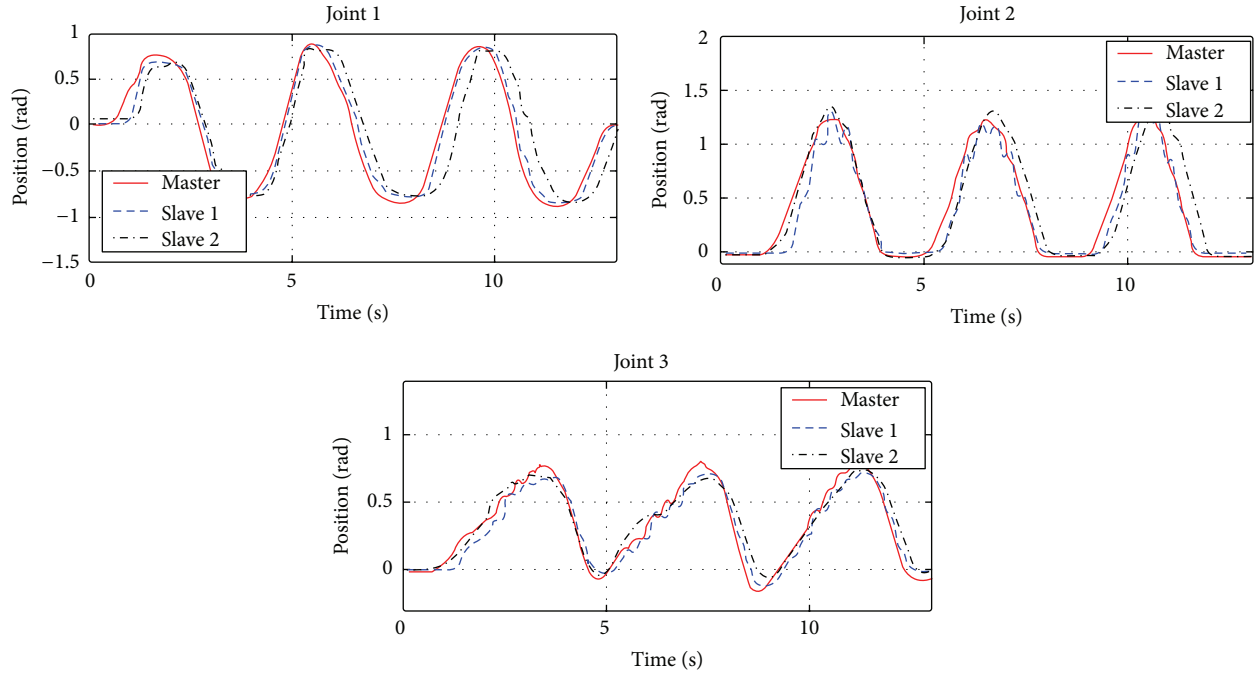 Joint 1
1
0.5
0
−0.5
−1
−1.5
Position (rad)
Master
Slave 1
Slave 2
0
5
10
Time (s)
Joint 2
2
1.5
1
0.5
0
Position (rad)
Master
Slave 1
Slave 2
0
5
10
Time (s)
Joint 3
1
0.5
0
Position (rad)
Master
Slave 1
Slave 2
0
5
10
Time (s)